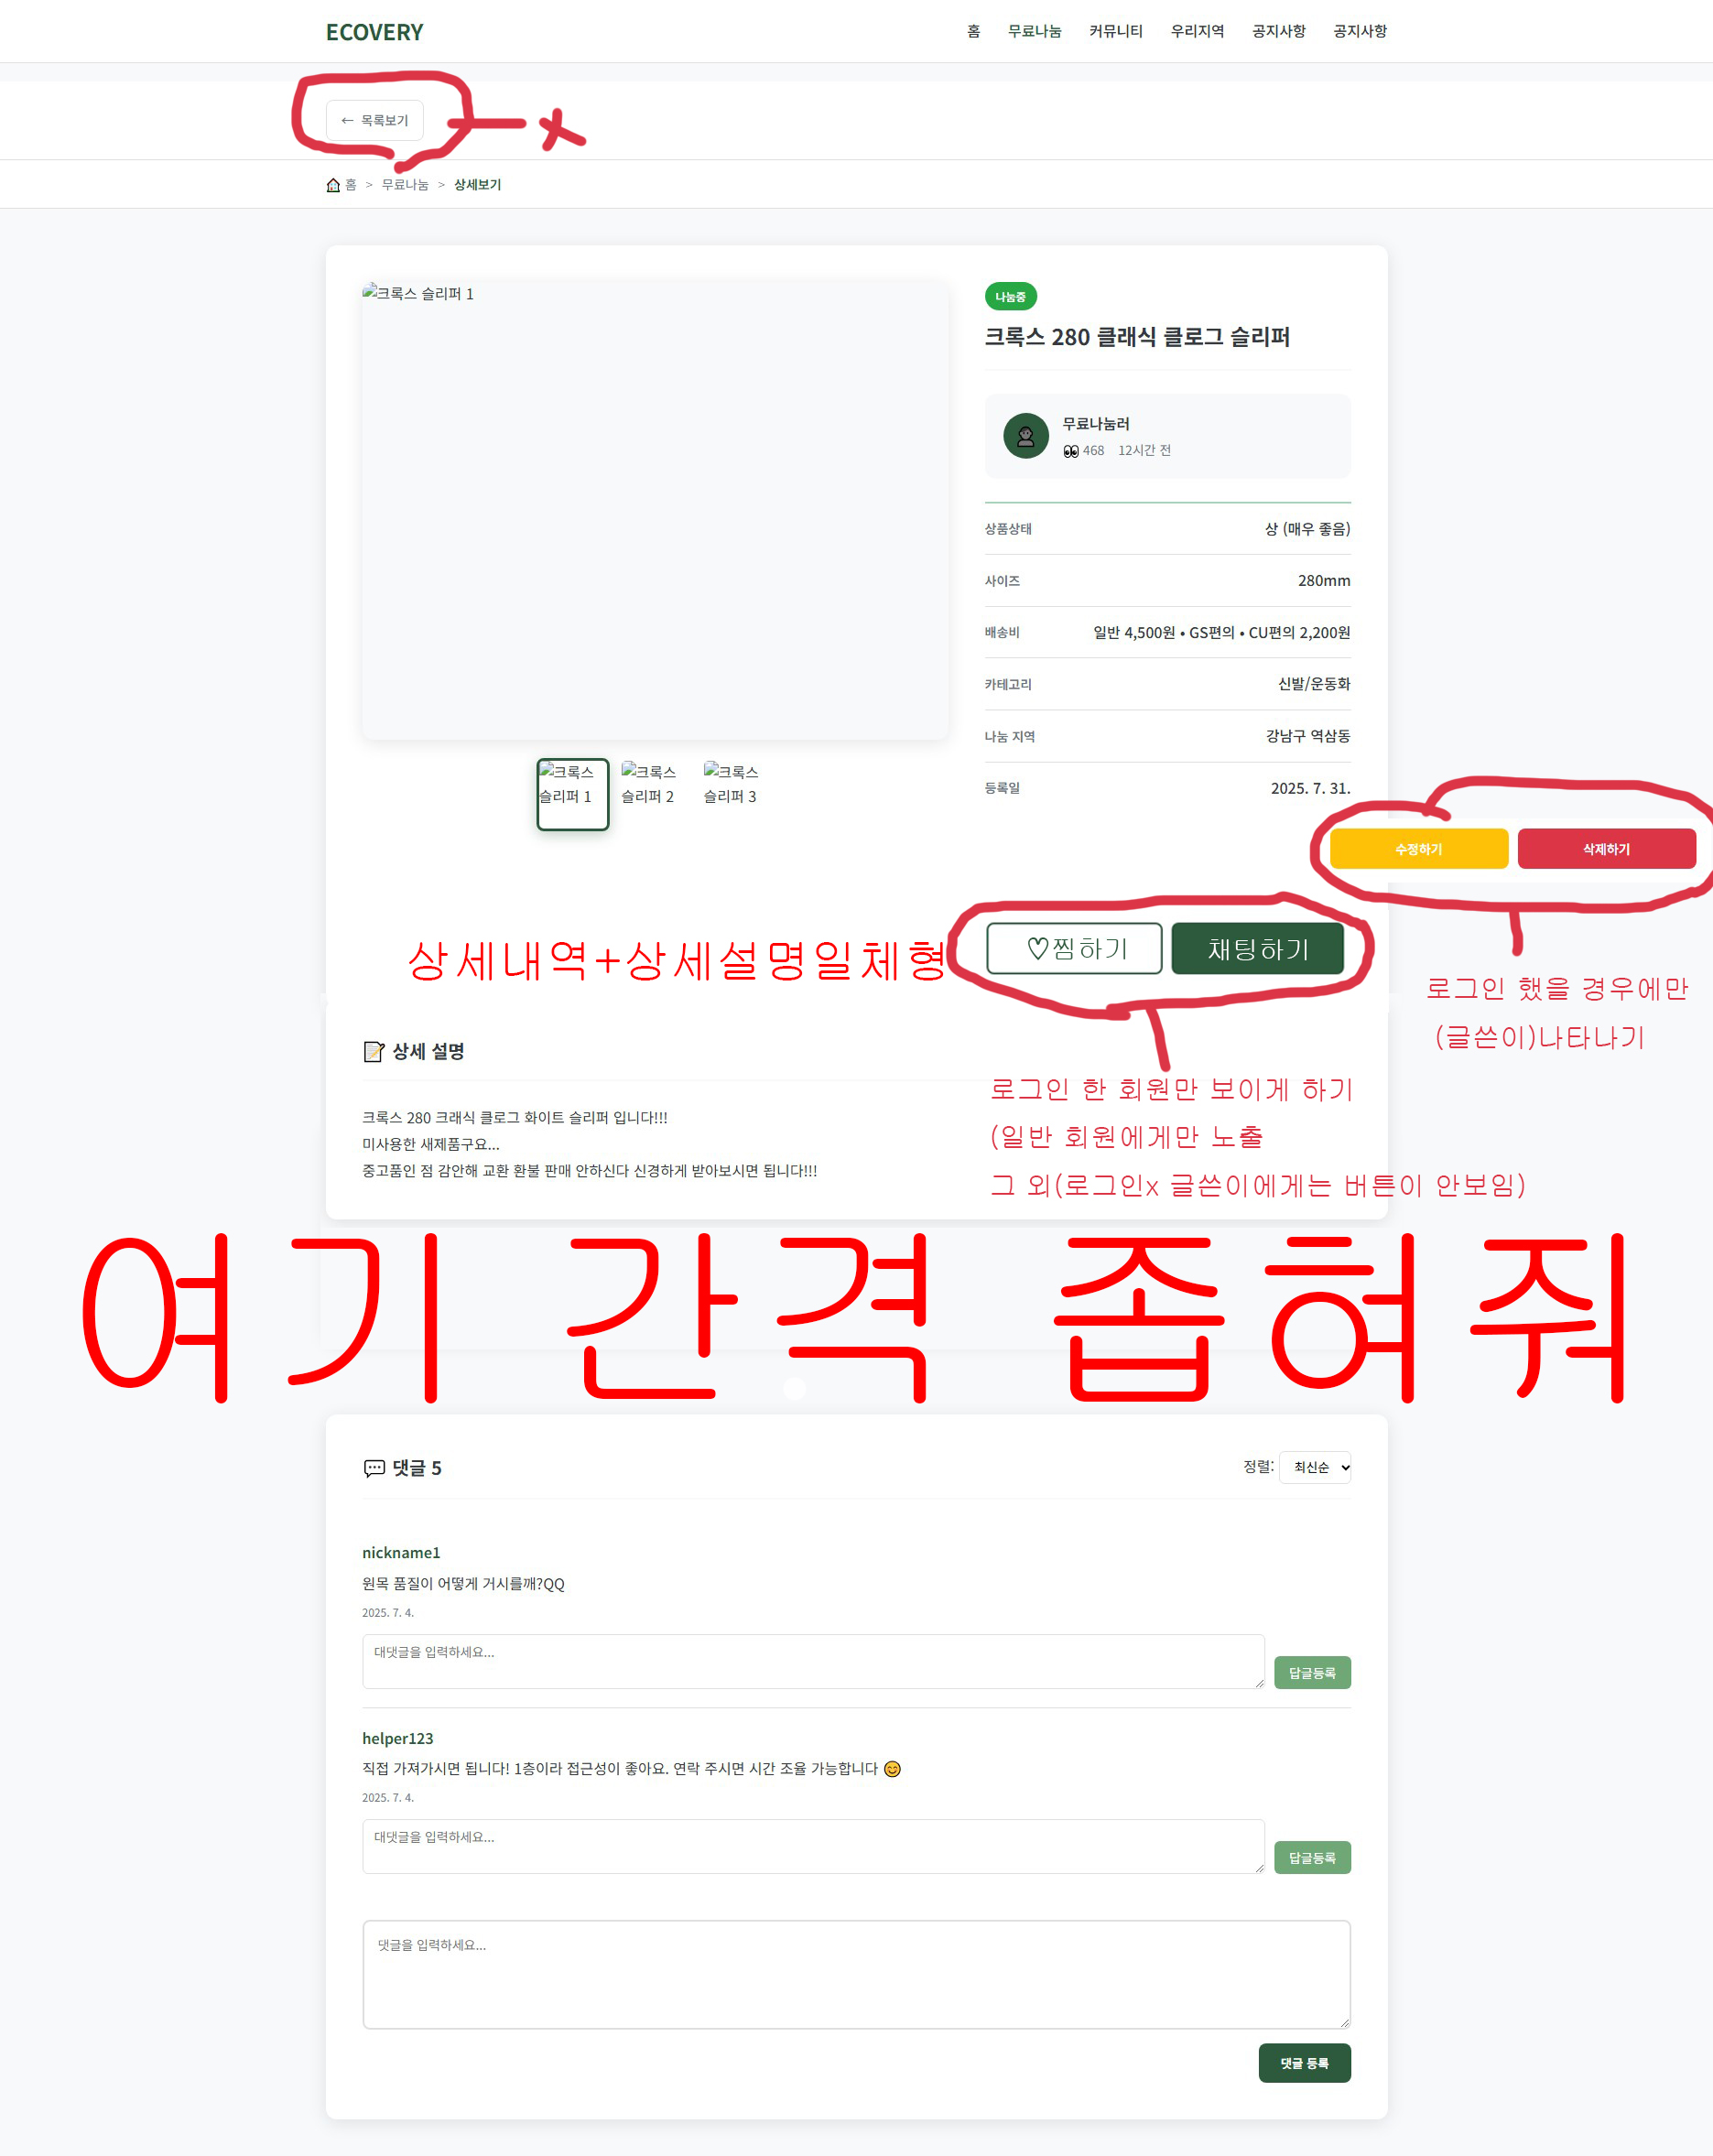 ECOVERY
홈 무료나눔 커뮤니티 우리지역 공지사항 공지사항
← 목록보기
x
홈 > 무료나눔 > 상세보기
크록스 슬리퍼 1
나눔중
크록스 280 클래식 클로그 슬리퍼
무료나눔러
468 12시간 전
상품상태 상 (매우 좋음)
사이즈 280mm
배송비 일반 4,500원 • GS편의 • CU편의 2,200원
카테고리 신발/운동화
나눔 지역 강남구 역삼동
등록일 2025. 7. 31.
크록스
슬리퍼 1
크록스
슬리퍼 2
크록스
슬리퍼 3
수정하기 삭제하기
상세내역+상세설명일체형
♡찜하기 채팅하기
로그인 했을 경우에만
(글쓴이)나타나기
상세 설명
로그인 한 회원만 보이게 하기
(일반 회원에게만 노출
그 외(로그인x 글쓴이에게는 버튼이 안보임)
크록스 280 크래식 클로그 화이트 슬리퍼 입니다!!!
미사용한 새제품구요...
중고품인 점 감안해 교환 환불 판매 안하신다 신경하게 받아보시면 됩니다!!!
여기 간격 좁혀줘
댓글 5
정렬: 최신순
nickname1
원목 품질이 어떻게 거시를깨?QQ
2025. 7. 4.
대댓글을 입력하세요...
답글등록
helper123
직접 가져가시면 됩니다! 1층이라 접근성이 좋아요. 연락 주시면 시간 조율 가능합니다 😊
2025. 7. 4.
대댓글을 입력하세요...
답글등록
댓글을 입력하세요...
댓글 등록